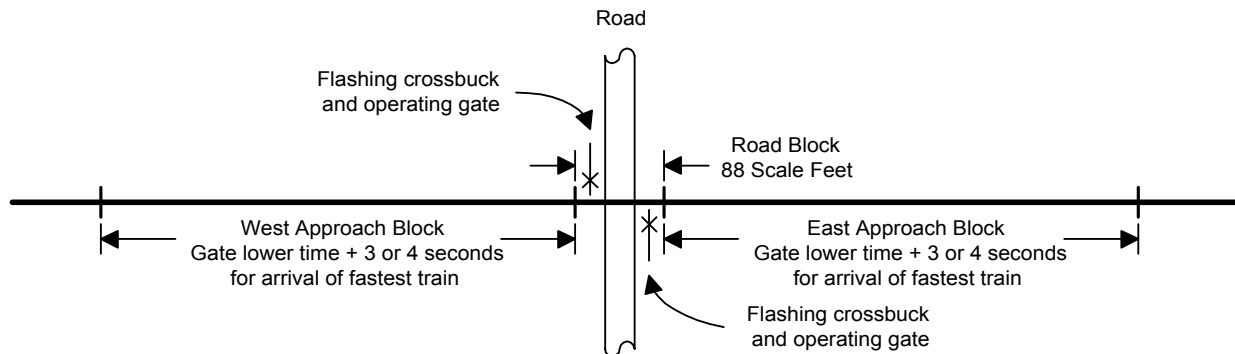 Road
Flashing crossbuck
and operating gate
Road Block
88 Scale Feet
West Approach Block
Gate lower time + 3 or 4 seconds
for arrival of fastest train
East Approach Block
Gate lower time + 3 or 4 seconds
for arrival of fastest train
Flashing crossbuck
and operating gate